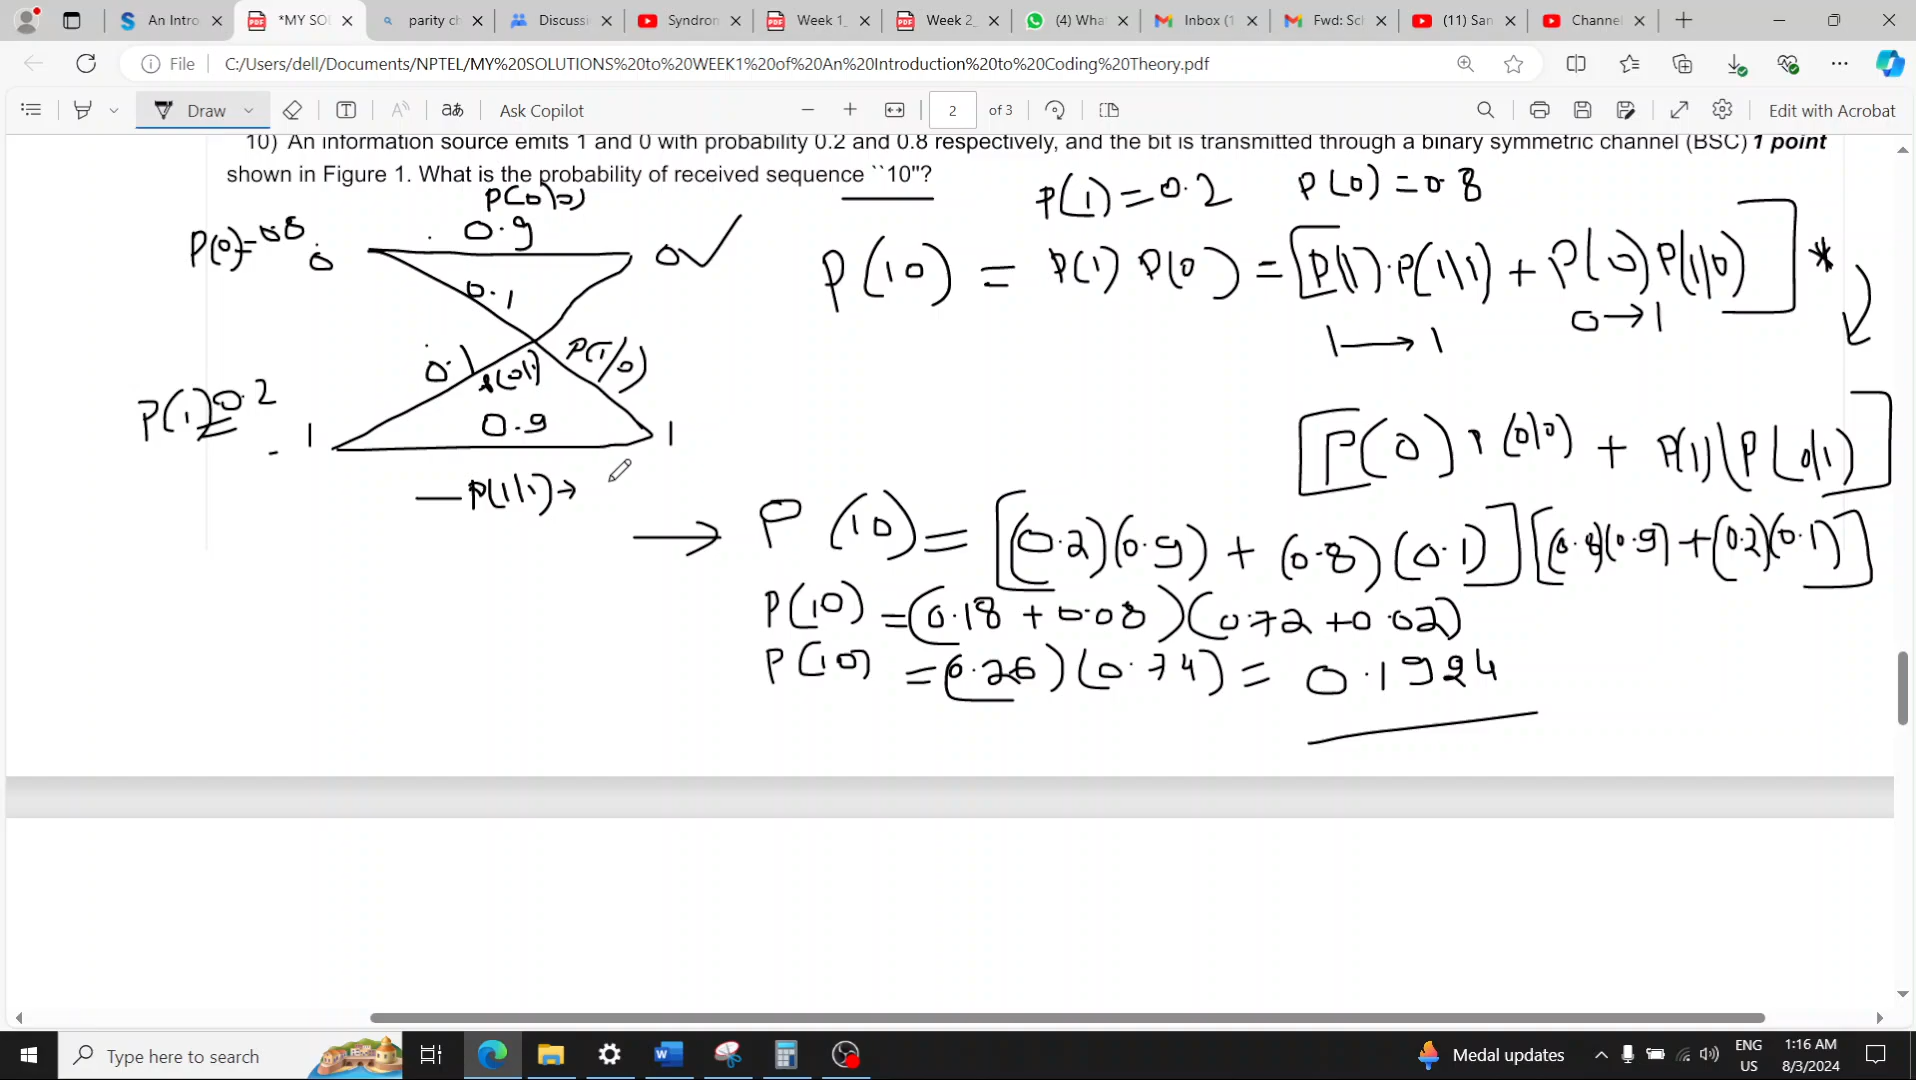 An Intro
*MY SOL
parity ch
Discussi
Syndrom
Week 1_
Week 2_
(4) What
Inbox (1
Fwd: Sch
(11) San
Channel
File C:/Users/dell/Documents/NPTEL/MY%20SOLUTIONS%20to%20WEEK1%20of%20An%20Introduction%20to%20Coding%20Theory.pdf
Draw
Ask Copilot
2 of 3
Edit with Acrobat
10) An information source emits 1 and 0 with probability 0.2 and 0.8 respectively, and the bit is transmitted through a binary symmetric channel (BSC) 1 point
shown in Figure 1. What is the probability of received sequence ``10"?
P(1)=0.2 P(0)=0.8
P(0|0)
P(0)=0.8 0 0.9 0
P(10) = P(1) P(0) = [P(1)·P(1|1) + P(0)P(1|0)] *
1→1 0→1
0.1
0.1 P(0|1) P(1/0)
P(1)=0.2 1 0.9 1
P(1|1)→
[P(0) P(0|0) + P(1)P(0|1)]
→ P(10) = [(0.2)(0.9) + (0.8)(0.1)][(0.8)(0.9)+(0.2)(0.1)]
P(10) = (0.18 + 0.08)(0.72 + 0.02)
P(10) = (0.26)(0.74) = 0.1924
Type here to search
Medal updates
ENG
US
1:16 AM
8/3/2024